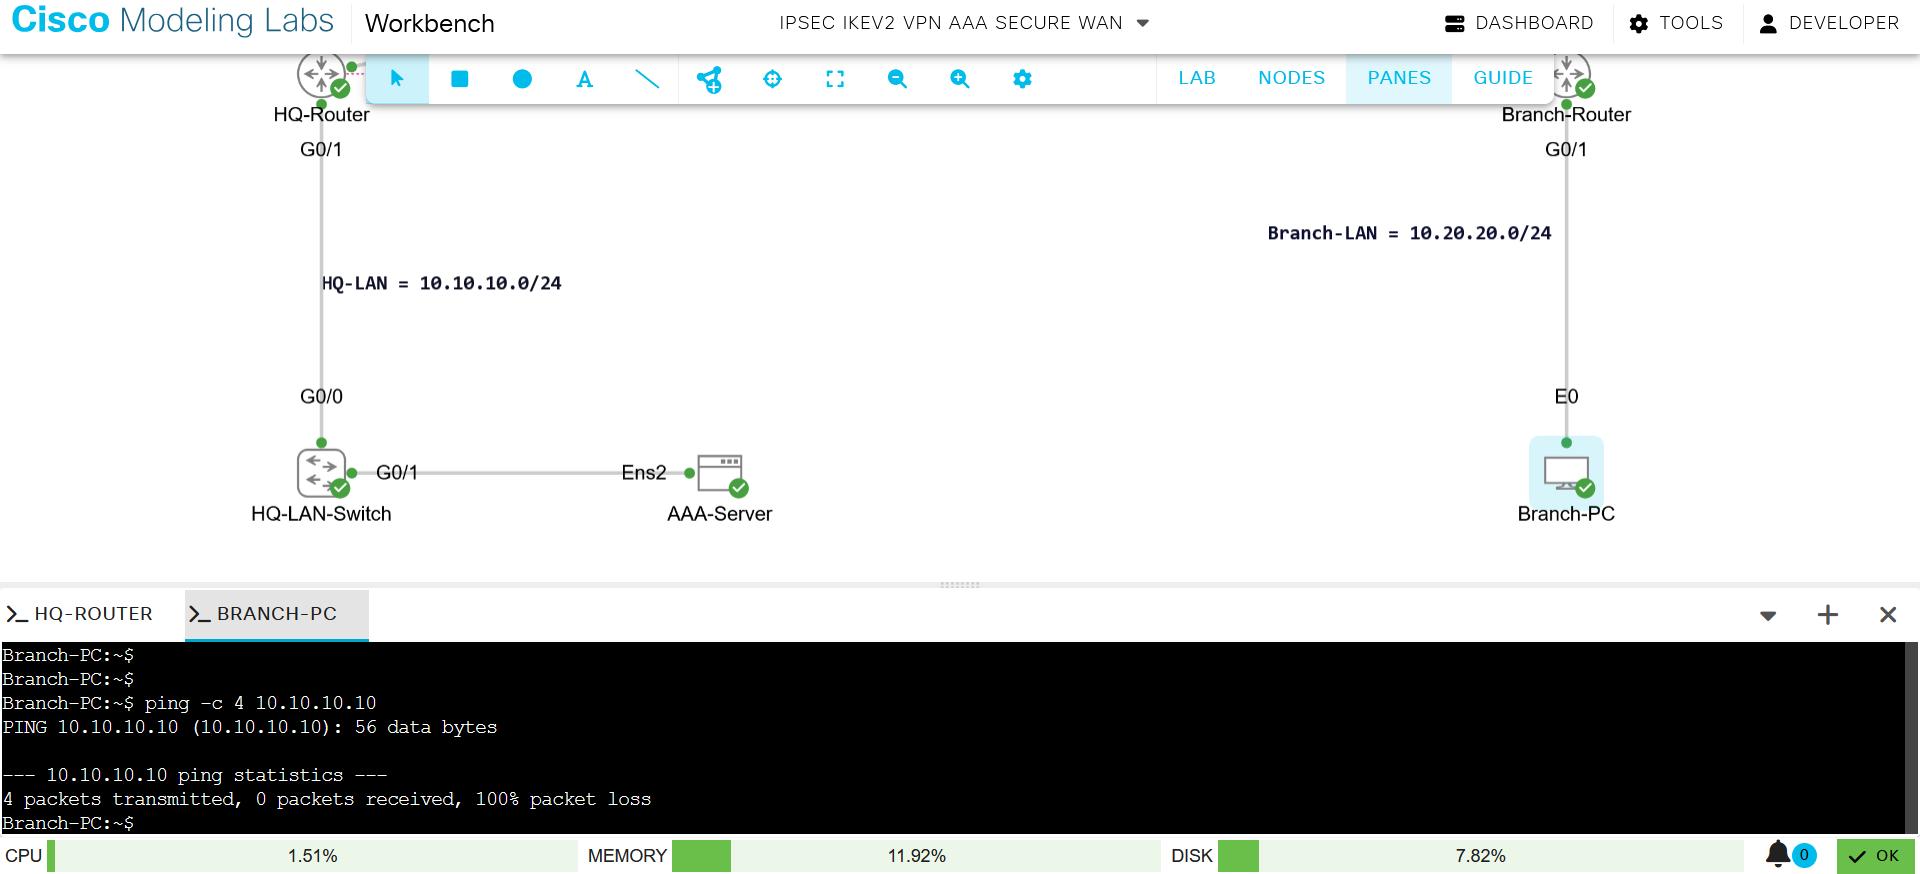 Cisco Modeling Labs
Workbench
IPSEC IKEV2 VPN AAA SECURE WAN
DASHBOARD
TOOLS
DEVELOPER
A
LAB
NODES
PANES
GUIDE
HQ-Router
Branch-Router
G0/1
G0/1
Branch-LAN = 10.20.20.0/24
HQ-LAN = 10.10.10.0/24
G0/0
E0
G0/1
Ens2
HQ-LAN-Switch
AAA-Server
Branch-PC
>_ HQ-ROUTER
>_ BRANCH-PC
Branch-PC:~$
Branch-PC:~$
Branch-PC:~$ ping -c 4 10.10.10.10
PING 10.10.10.10 (10.10.10.10): 56 data bytes
--- 10.10.10.10 ping statistics ---
4 packets transmitted, 0 packets received, 100% packet loss
Branch-PC:~$
CPU
1.51%
MEMORY
11.92%
DISK
7.82%
0
OK